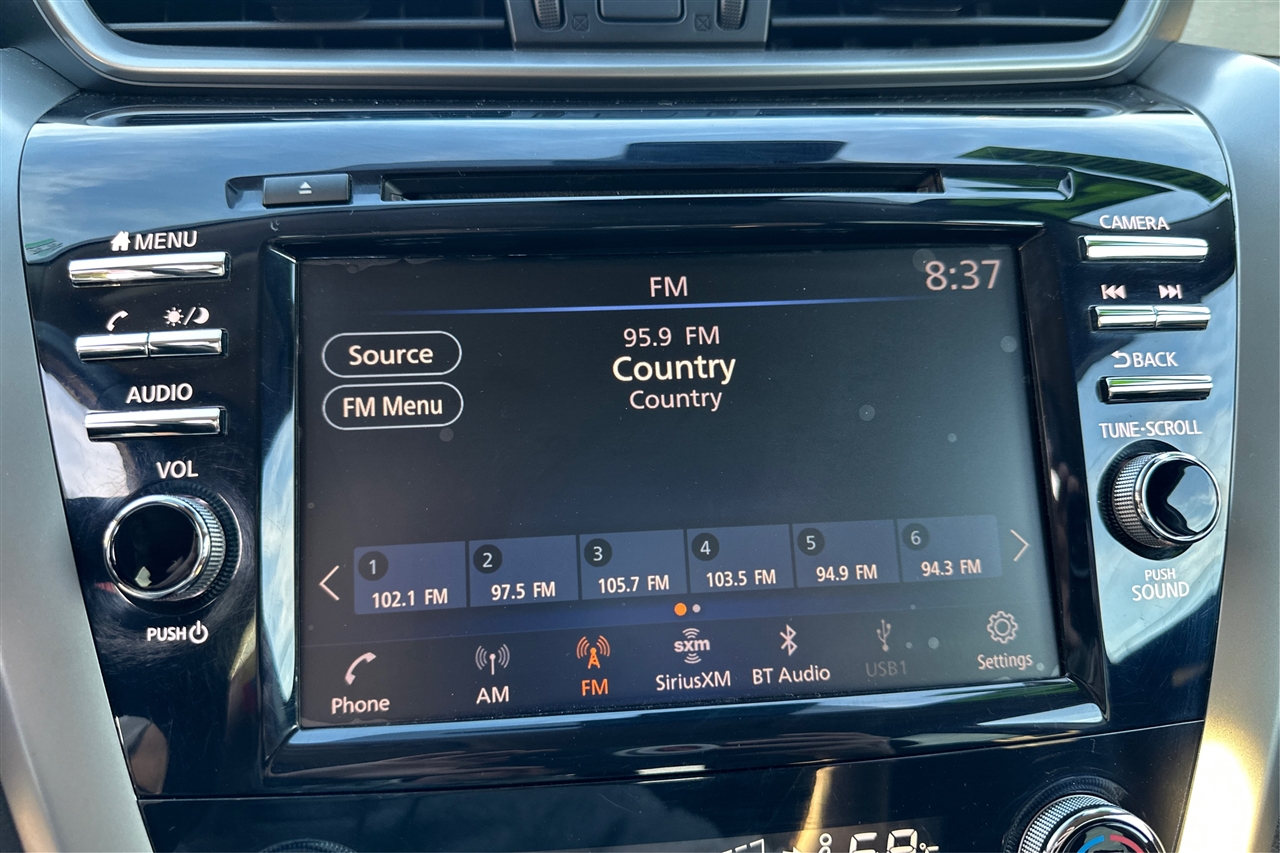 MENU
AUDIO
VOL
PUSH
FM
8:37
Source
FM Menu
95.9 FM
Country
Country
1
102.1 FM
2
97.5 FM
3
105.7 FM
4
103.5 FM
5
94.9 FM
6
94.3 FM
Phone
AM
FM
sxm
SiriusXM
BT Audio
USB1
Settings
CAMERA
BACK
TUNE·SCROLL
PUSH
SOUND